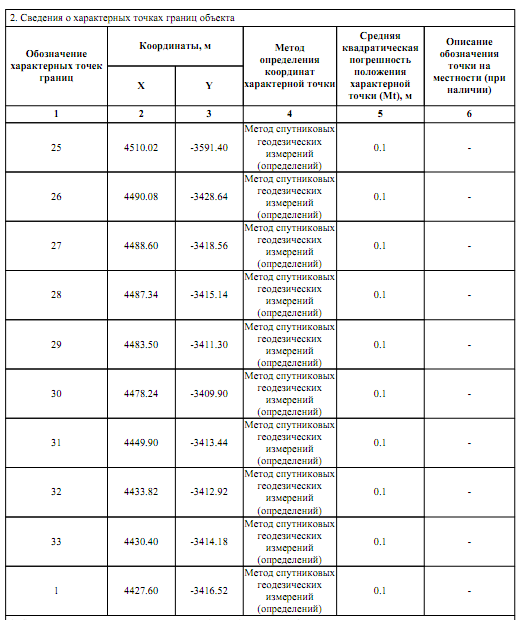 2. Сведения о характерных точках границ объекта
Обозначение
характерных точек
границ
Координаты, м
X
Y
Метод
определения
координат
характерной точки
Средняя
квадратическая
погрешность
положения
характерной
точки (Mt), м
Описание
обозначения
точки на
местности (при
наличии)
1 2 3 4 5 6
Метод спутниковых
25 4510.02 -3591.40 геодезических 0.1 -
измерений
(определений)
Метод спутниковых
26 4490.08 -3428.64 геодезических 0.1 -
измерений
(определений)
Метод спутниковых
27 4488.60 -3418.56 геодезических 0.1 -
измерений
(определений)
Метод спутниковых
28 4487.34 -3415.14 геодезических 0.1 -
измерений
(определений)
Метод спутниковых
29 4483.50 -3411.30 геодезических 0.1 -
измерений
(определений)
Метод спутниковых
30 4478.24 -3409.90 геодезических 0.1 -
измерений
(определений)
Метод спутниковых
31 4449.90 -3413.44 геодезических 0.1 -
измерений
(определений)
Метод спутниковых
32 4433.82 -3412.92 геодезических 0.1 -
измерений
(определений)
Метод спутниковых
33 4430.40 -3414.18 геодезических 0.1 -
измерений
(определений)
Метод спутниковых
1 4427.60 -3416.52 геодезических 0.1 -
измерений
(определений)